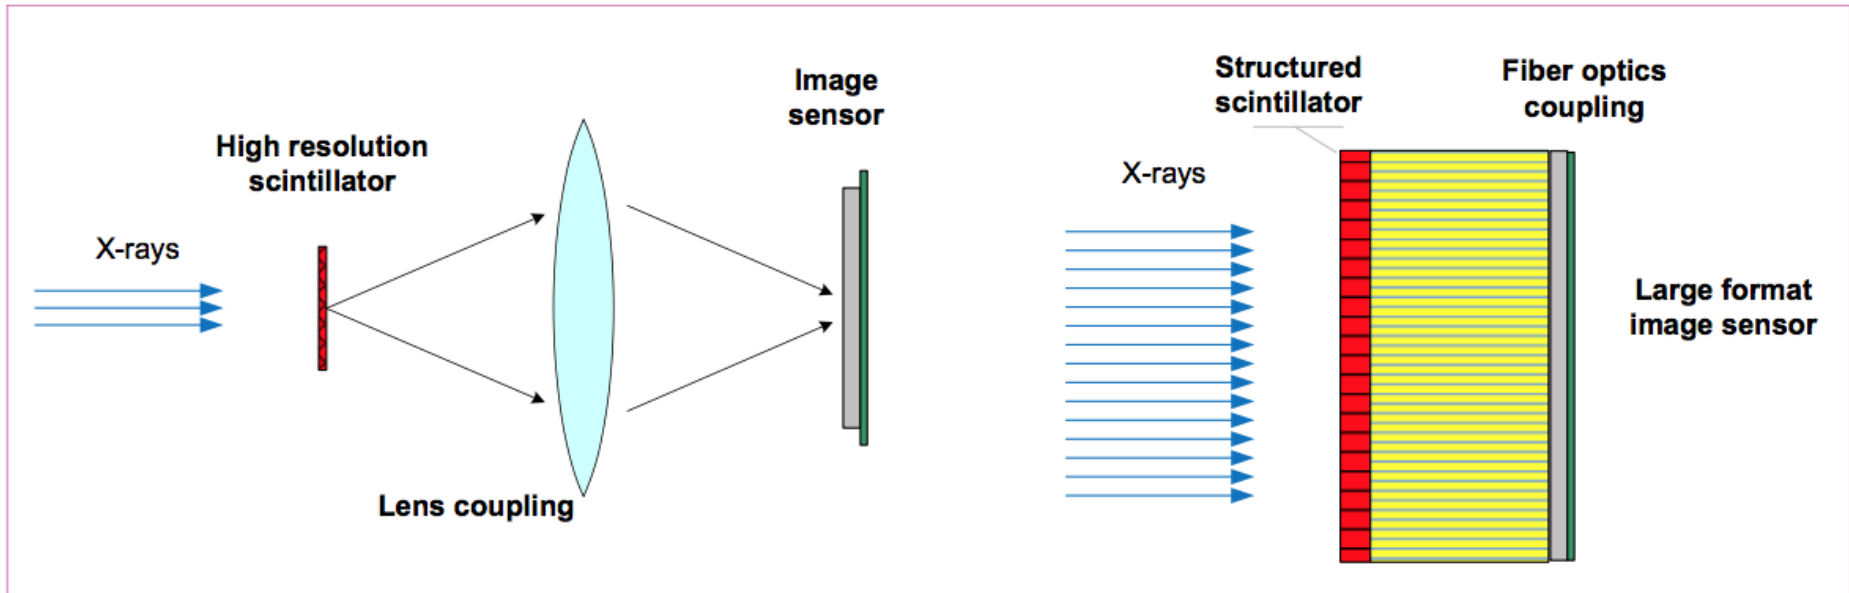 X-rays
High resolution
scintillator
Lens coupling
Image
sensor
X-rays
Structured
scintillator
Fiber optics
coupling
Large format
image sensor